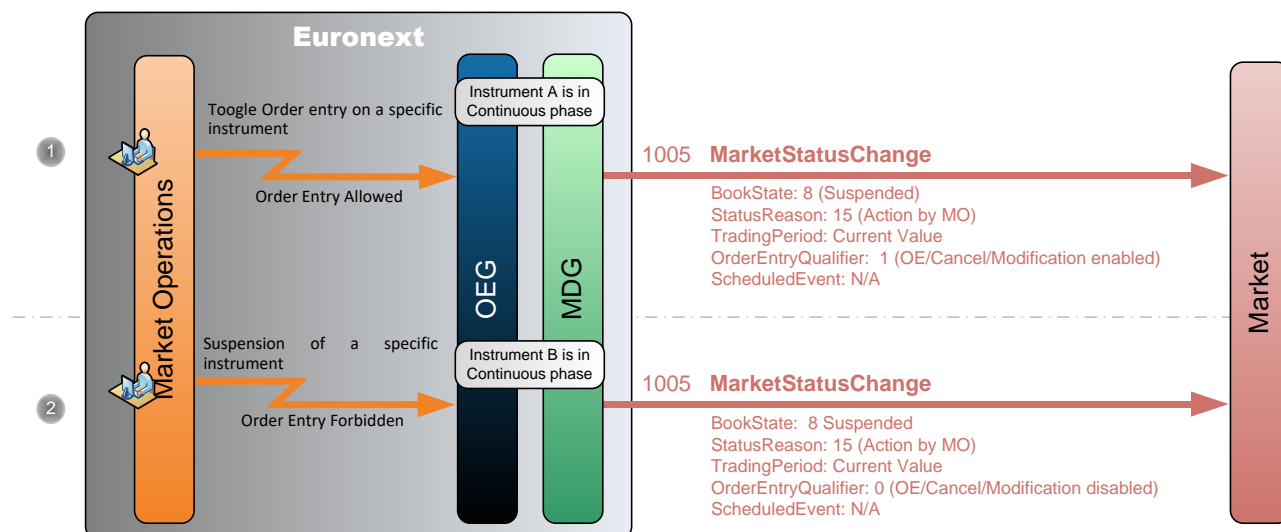 Euronext
Instrument A is in
Continuous phase
Toogle Order entry on a specific
instrument
1
Order Entry Allowed
1005 MarketStatusChange
BookState: 8 (Suspended)
StatusReason: 15 (Action by MO)
TradingPeriod: Current Value
OrderEntryQualifier: 1 (OE/Cancel/Modification enabled)
ScheduledEvent: N/A
Market Operations
OEG
MDG
Market
Suspension of a specific
instrument
Instrument B is in
Continuous phase
2
Order Entry Forbidden
1005 MarketStatusChange
BookState: 8 Suspended
StatusReason: 15 (Action by MO)
TradingPeriod: Current Value
OrderEntryQualifier: 0 (OE/Cancel/Modification disabled)
ScheduledEvent: N/A